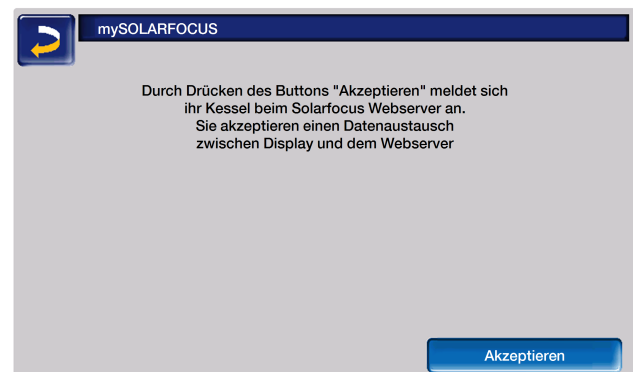 mySOLARFOCUS
Durch Drücken des Buttons "Akzeptieren" meldet sich
ihr Kessel beim Solarfocus Webserver an.
Sie akzeptieren einen Datenaustausch
zwischen Display und dem Webserver
Akzeptieren